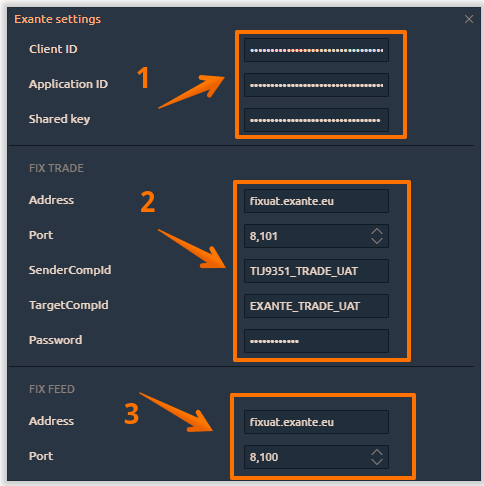 Exante settings
Client ID ••••••••••••••••••••••••••••••••••
Application ID ••••••••••••••••••••••••••••••••••
Shared key •••••••••••••••••••••••••••••••••
1
FIX TRADE
Address fixuat.exante.eu
2
Port 8,101
SenderCompId TIJ9351_TRADE_UAT
TargetCompId EXANTE_TRADE_UAT
Password ••••••••••••
FIX FEED
3
Address fixuat.exante.eu
Port 8,100